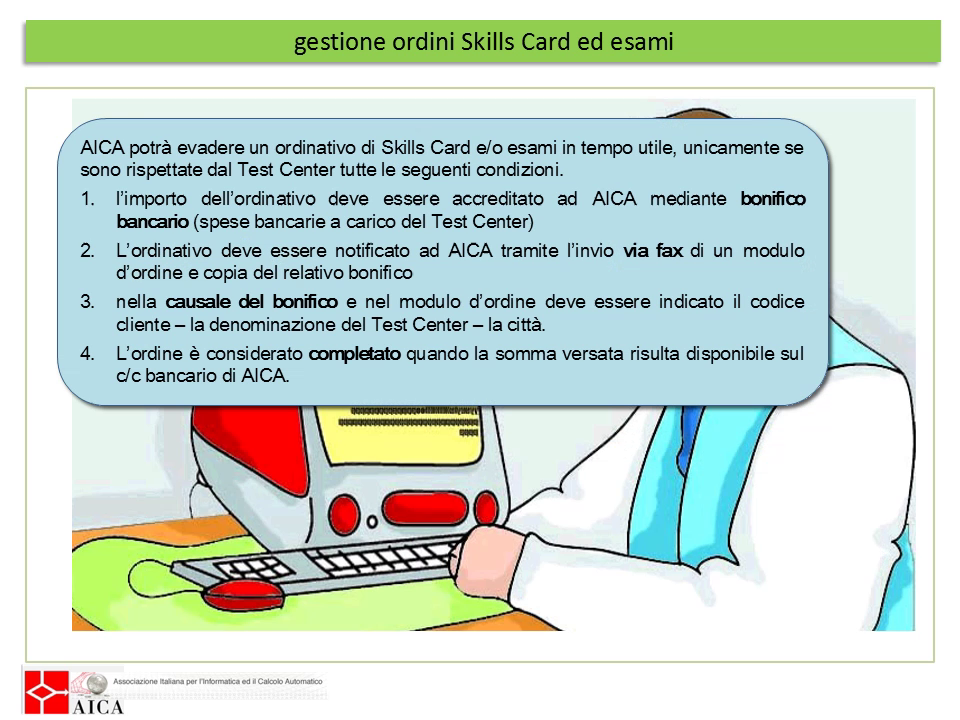 gestione ordini Skills Card ed esami
AICA potrà evadere un ordinativo di Skills Card e/o esami in tempo utile, unicamente se
sono rispettate dal Test Center tutte le seguenti condizioni.
1. l’importo dell’ordinativo deve essere accreditato ad AICA mediante bonifico
bancario (spese bancarie a carico del Test Center)
2. L’ordinativo deve essere notificato ad AICA tramite l’invio via fax di un modulo
d’ordine e copia del relativo bonifico
3. nella causale del bonifico e nel modulo d’ordine deve essere indicato il codice
cliente – la denominazione del Test Center – la città.
4. L’ordine è considerato completato quando la somma versata risulta disponibile sul
c/c bancario di AICA.
Associazione Italiana per l'Informatica ed il Calcolo Automatico
AICA